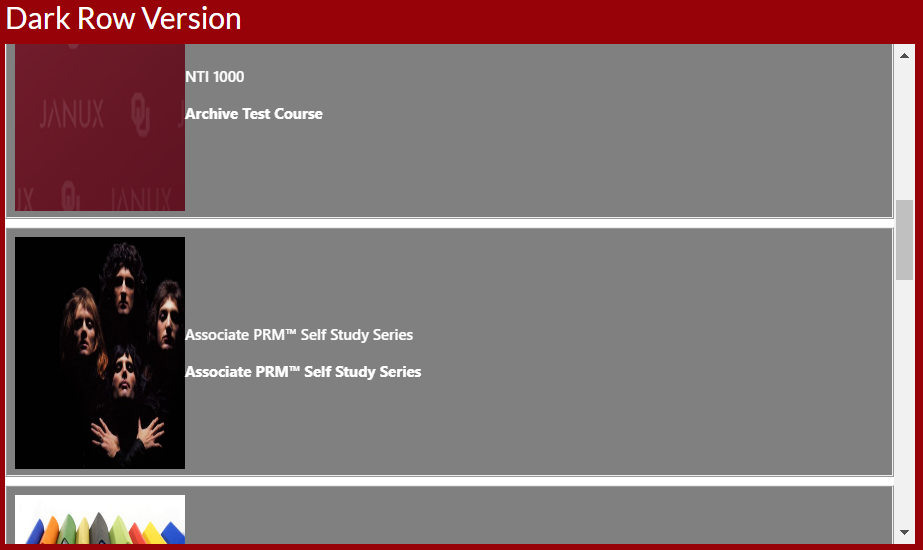 Dark Row Version
NTI 1000
JANUX
Archive Test Course
IX JANUX
Associate PRM™ Self Study Series
Associate PRM™ Self Study Series